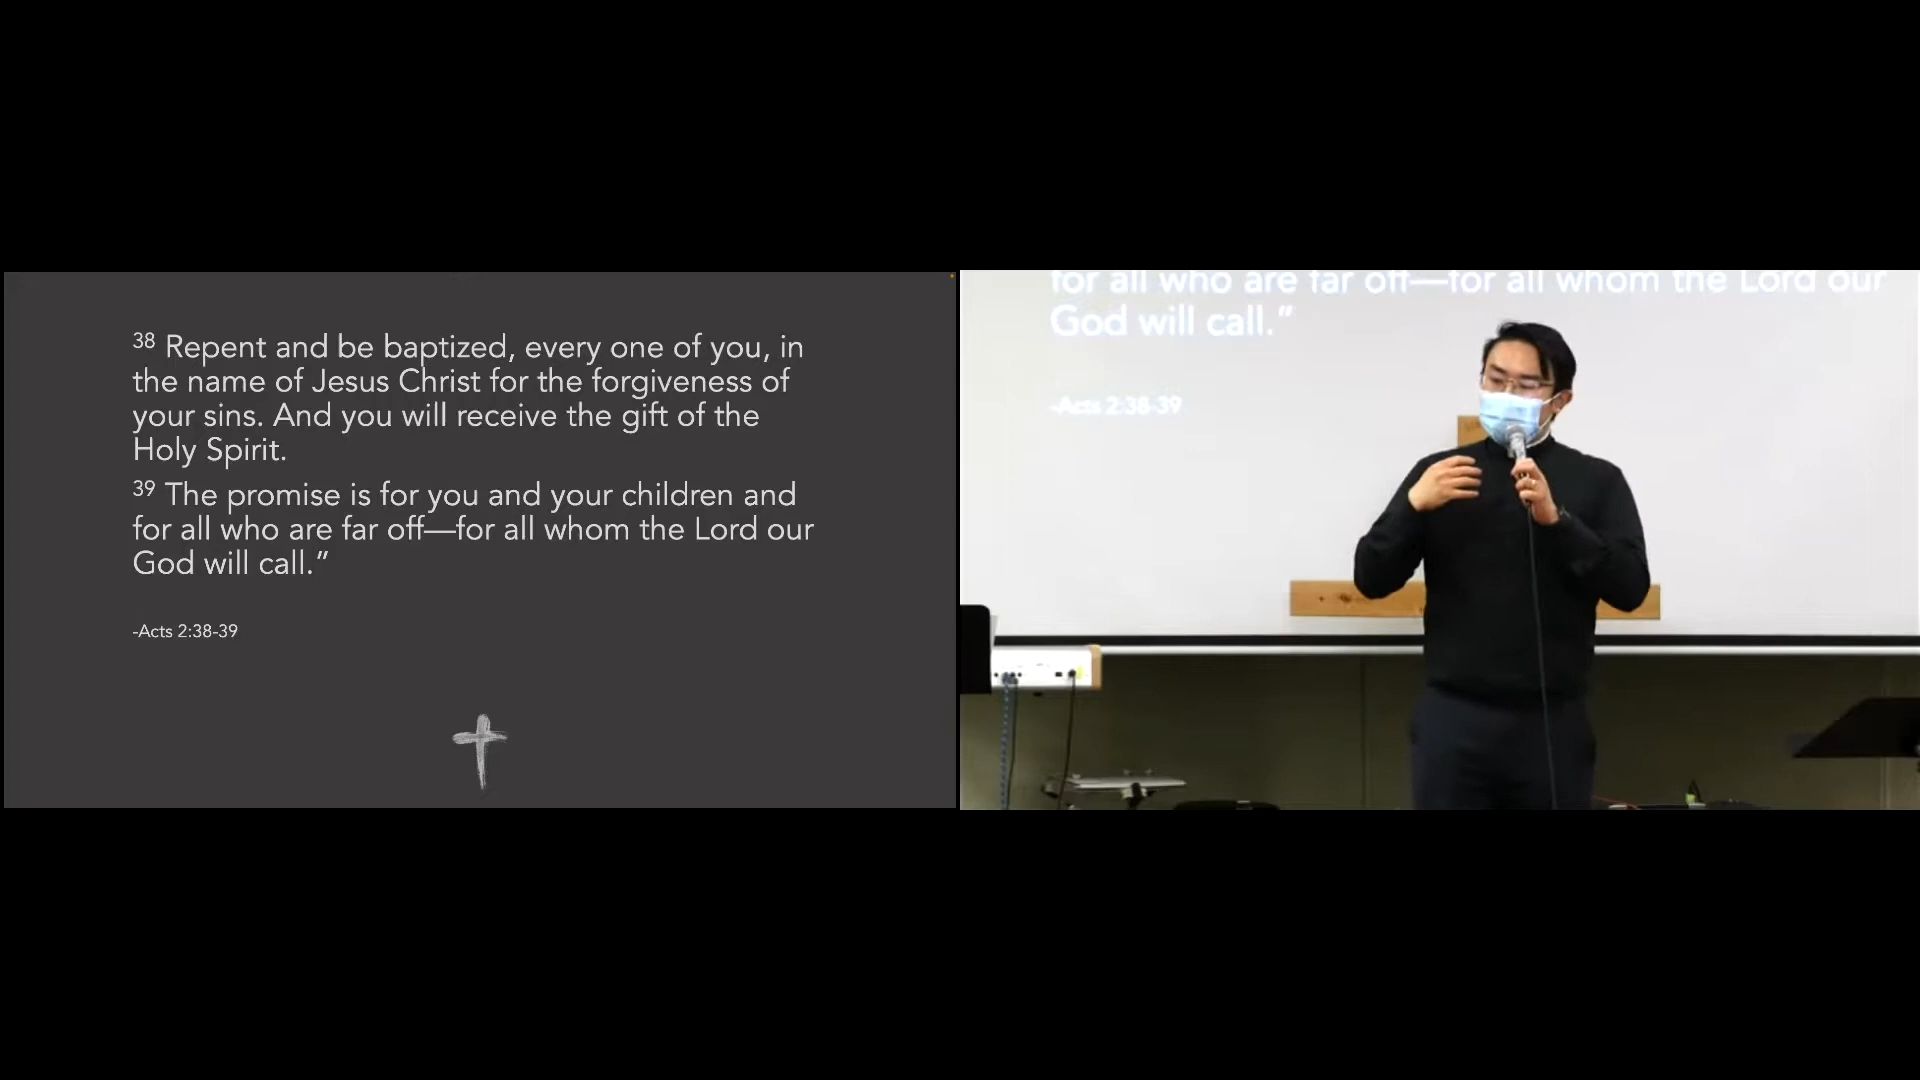 38 Repent and be baptized, every one of you, in
the name of Jesus Christ for the forgiveness of
your sins. And you will receive the gift of the
Holy Spirit.
39 The promise is for you and your children and
for all who are far off—for all whom the Lord our
God will call.”
-Acts 2:38-39
for all who are far off—for all whom the Lord our
God will call.”
-Acts 2:38-39